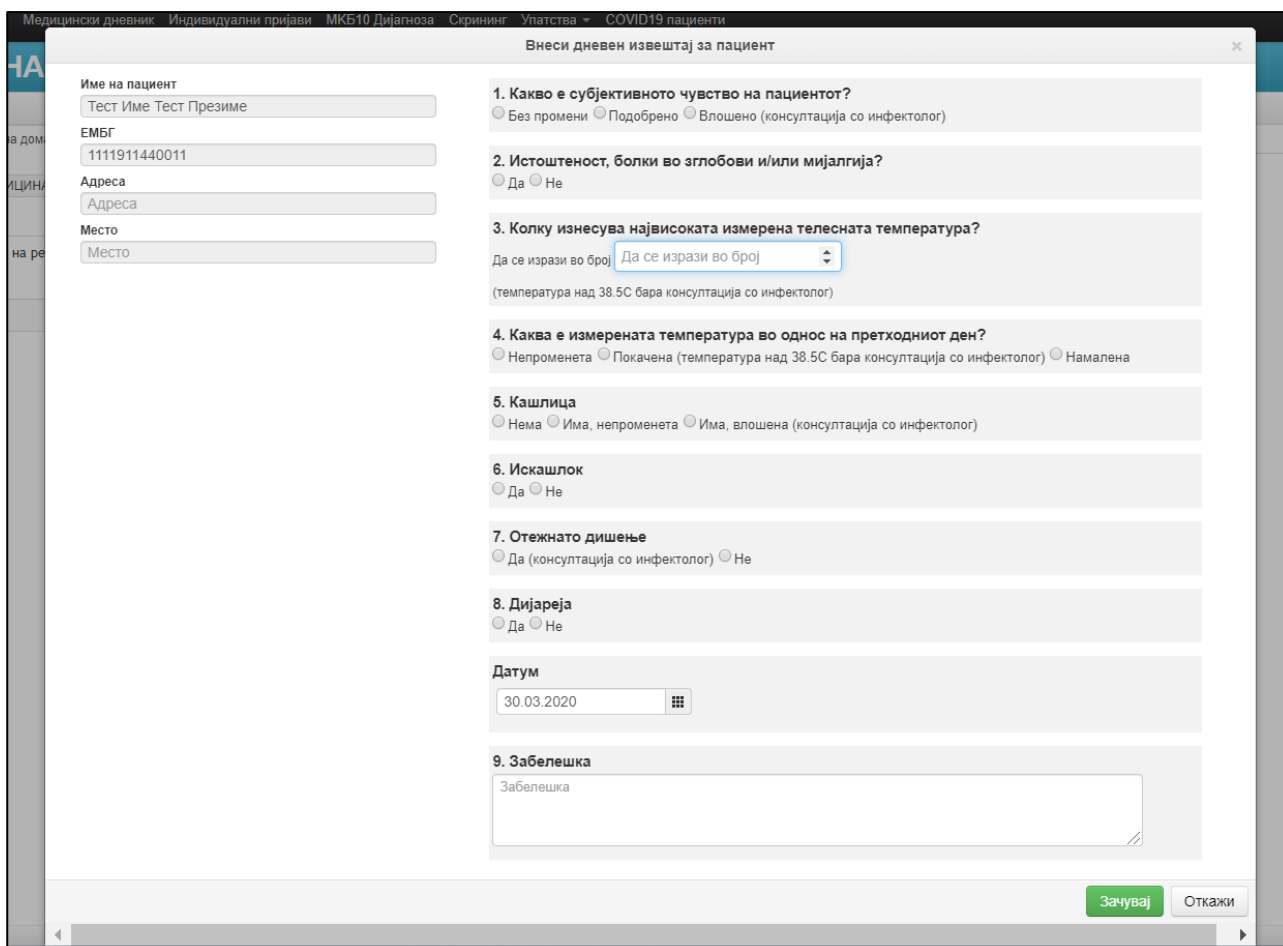 Медицински дневник Индивидуални пријави МКБ10 Дијагноза Скрининг Упатства COVID19 пациенти
Внеси дневен извештај за пациент
×
НА
Име на пациент
Тест Име Тест Презиме
ЕМБГ
1111911440011
Адреса
Адреса
Место
Место
на дом
ИЦИНА
на ре
1. Какво е субјективното чувство на пациентот?
Без промени Подобрено Влошено (консултација со инфектолог)
2. Истоштеност, болки во зглобови и/или мијалгија?
Да Не
3. Колку изнесува највисоката измерена телесната температура?
Да се изрази во број Да се изрази во број
(температура над 38.5С бара консултација со инфектолог)
4. Каква е измерената температура во однос на претходниот ден?
Непроменета Покачена (температура над 38.5С бара консултација со инфектолог) Намалена
5. Кашлица
Нема Има, непроменета Има, влошена (консултација со инфектолог)
6. Искашлок
Да Не
7. Отежнато дишење
Да (консултација со инфектолог) Не
8. Дијареја
Да Не
Датум
30.03.2020
9. Забелешка
Забелешка
Зачувај Откажи